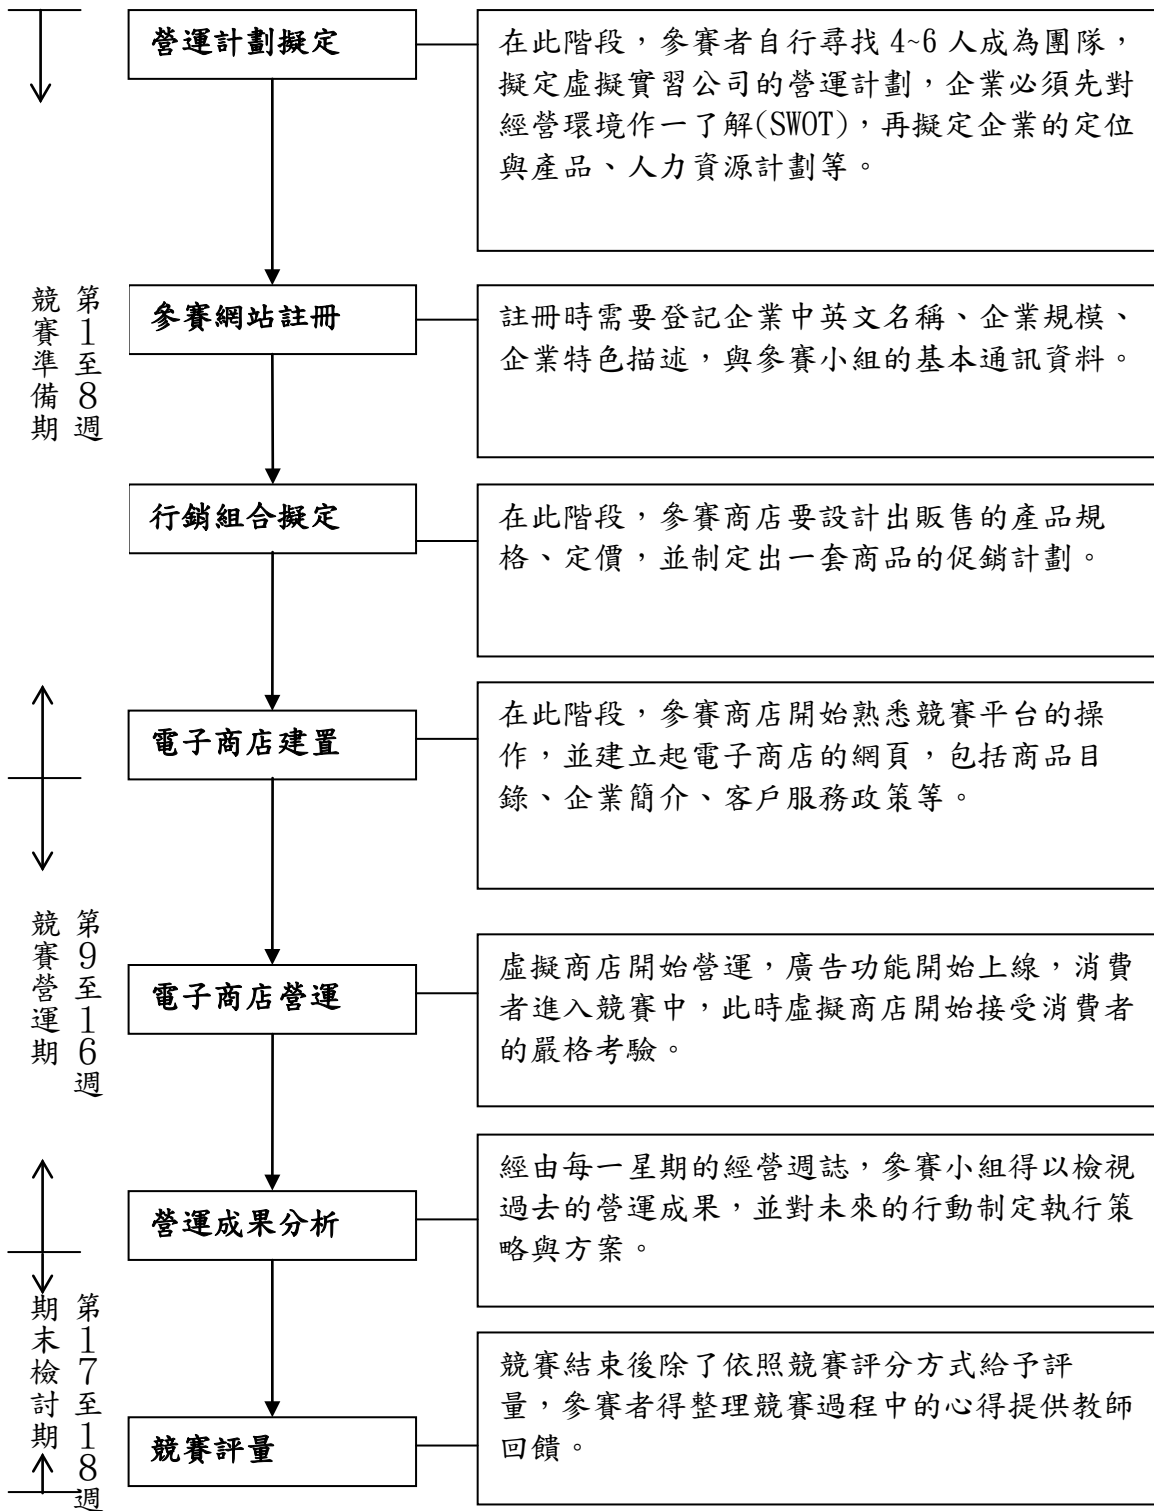 營運計劃擬定
在此階段，參賽者自行尋找 4~6 人成為團隊，
擬定虛擬實習公司的營運計劃，企業必須先對
經營環境作一了解(SWOT)，再擬定企業的定位
與產品、人力資源計劃等。
第1至8週
競賽準備期
參賽網站註冊
註冊時需要登記企業中英文名稱、企業規模、
企業特色描述，與參賽小組的基本通訊資料。
行銷組合擬定
在此階段，參賽商店要設計出販售的產品規
格、定價，並制定出一套商品的促銷計劃。
電子商店建置
在此階段，參賽商店開始熟悉競賽平台的操
作，並建立起電子商店的網頁，包括商品目
錄、企業簡介、客戶服務政策等。
第9至16週
競賽營運期
電子商店營運
虛擬商店開始營運，廣告功能開始上線，消費
者進入競賽中，此時虛擬商店開始接受消費者
的嚴格考驗。
營運成果分析
經由每一星期的經營週誌，參賽小組得以檢視
過去的營運成果，並對未來的行動制定執行策
略與方案。
第17至18週
期末檢討期
競賽評量
競賽結束後除了依照競賽評分方式給予評
量，參賽者得整理競賽過程中的心得提供教師
回饋。